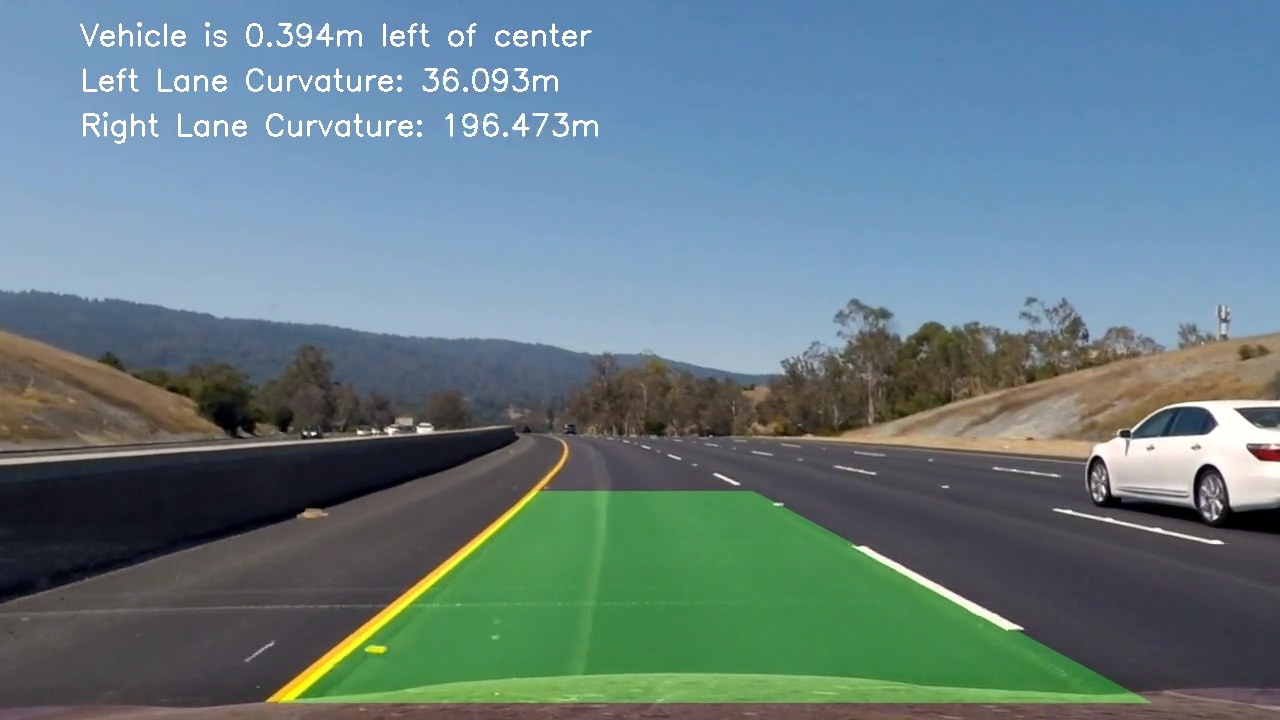 Vehicle is 0.394m left of center
Left Lane Curvature: 36.093m
Right Lane Curvature: 196.473m